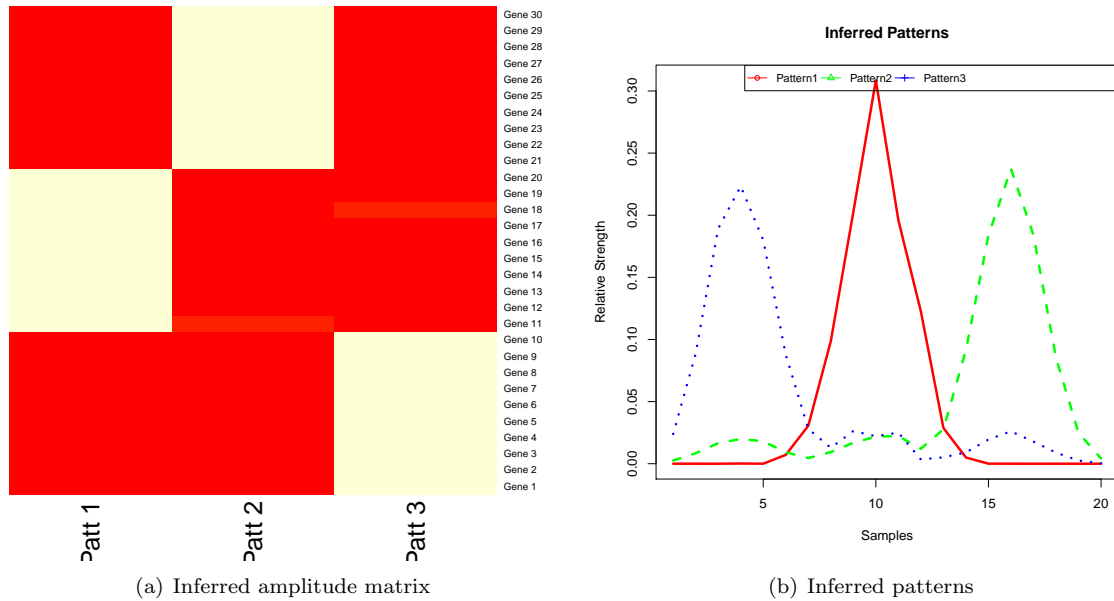 Gene 30
Gene 29
Gene 28
Gene 27
Gene 26
Gene 25
Gene 24
Gene 23
Gene 22
Gene 21
Gene 20
Gene 19
Gene 18
Gene 17
Gene 16
Gene 15
Gene 14
Gene 13
Gene 12
Gene 11
Gene 10
Gene 9
Gene 8
Gene 7
Gene 6
Gene 5
Gene 4
Gene 3
Gene 2
Gene 1
Patt 1
Patt 2
Patt 3
(a) Inferred amplitude matrix
Inferred Patterns
Pattern1 Pattern2 Pattern3
Relative Strength
0.30
0.25
0.20
0.15
0.10
0.05
0.00
5 10 15 20
Samples
(b) Inferred patterns